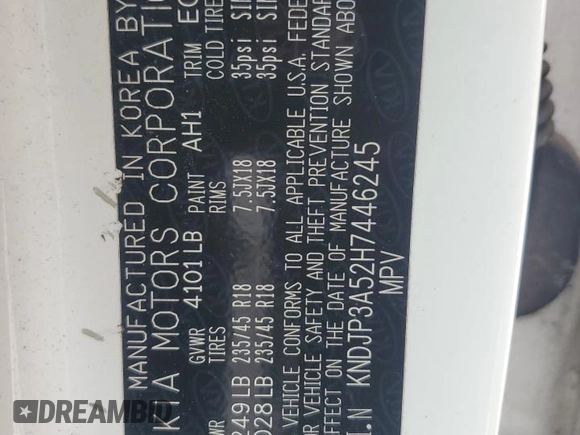 MANUFACTURED IN KOREA BY
KIA MOTORS CORPORATIO
GVWR 4101LB PAINT AH1 TRIM
TIRES RIMS COLD TIRE
249LB 235/45 R18 7.5JX18 35psi
028LB 235/45 R18 7.5JX18 35psi
VEHICLE CONFORMS TO ALL APPLICABLE U.S.A. FEDE
VEHICLE SAFETY AND THEFT PREVENTION STANDAR
EFFECT ON THE DATE OF MANUFACTURE SHOWN ABO
I.N KNDJP3A52H7446245
MPV
DIRTY.CARS